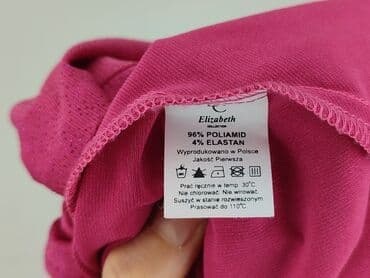 Elizabeth
COLLECTION
96% POLIAMID
4% ELASTAN
Wyprodukowano w Polsce
Jakość Pierwsza
Prać ręcznie w temp. 30°C
Nie chlorować. Nie wirować.
Suszyć w stanie rozwieszonym
Prasować do 110°C